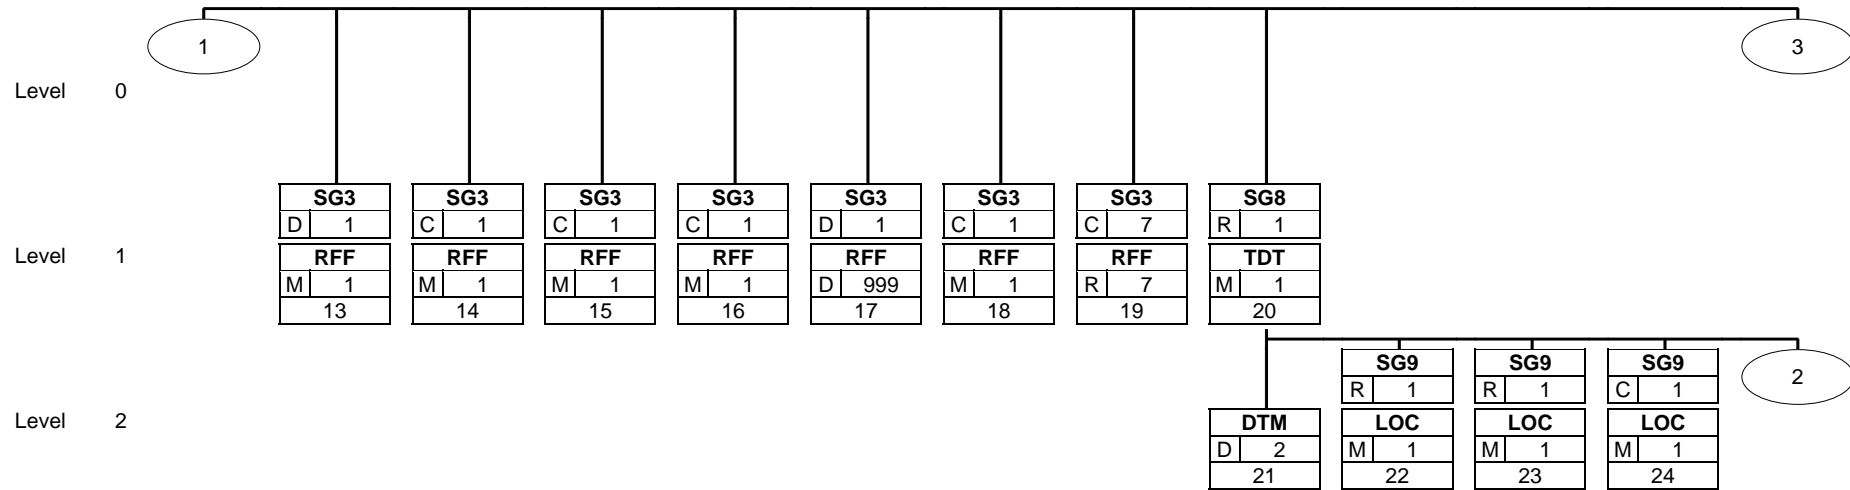 1 3
Level 0
SG3 SG3 SG3 SG3 SG3 SG3 SG3 SG8
D 1 C 1 C 1 C 1 D 1 C 1 C 7 R 1
Level 1
RFF RFF RFF RFF RFF RFF RFF TDT
M 1 M 1 M 1 M 1 D 999 M 1 R 7 M 1
13 14 15 16 17 18 19 20
SG9 SG9 SG9 2
R 1 R 1 C 1
Level 2
DTM LOC LOC LOC
D 2 M 1 M 1 M 1
21 22 23 24